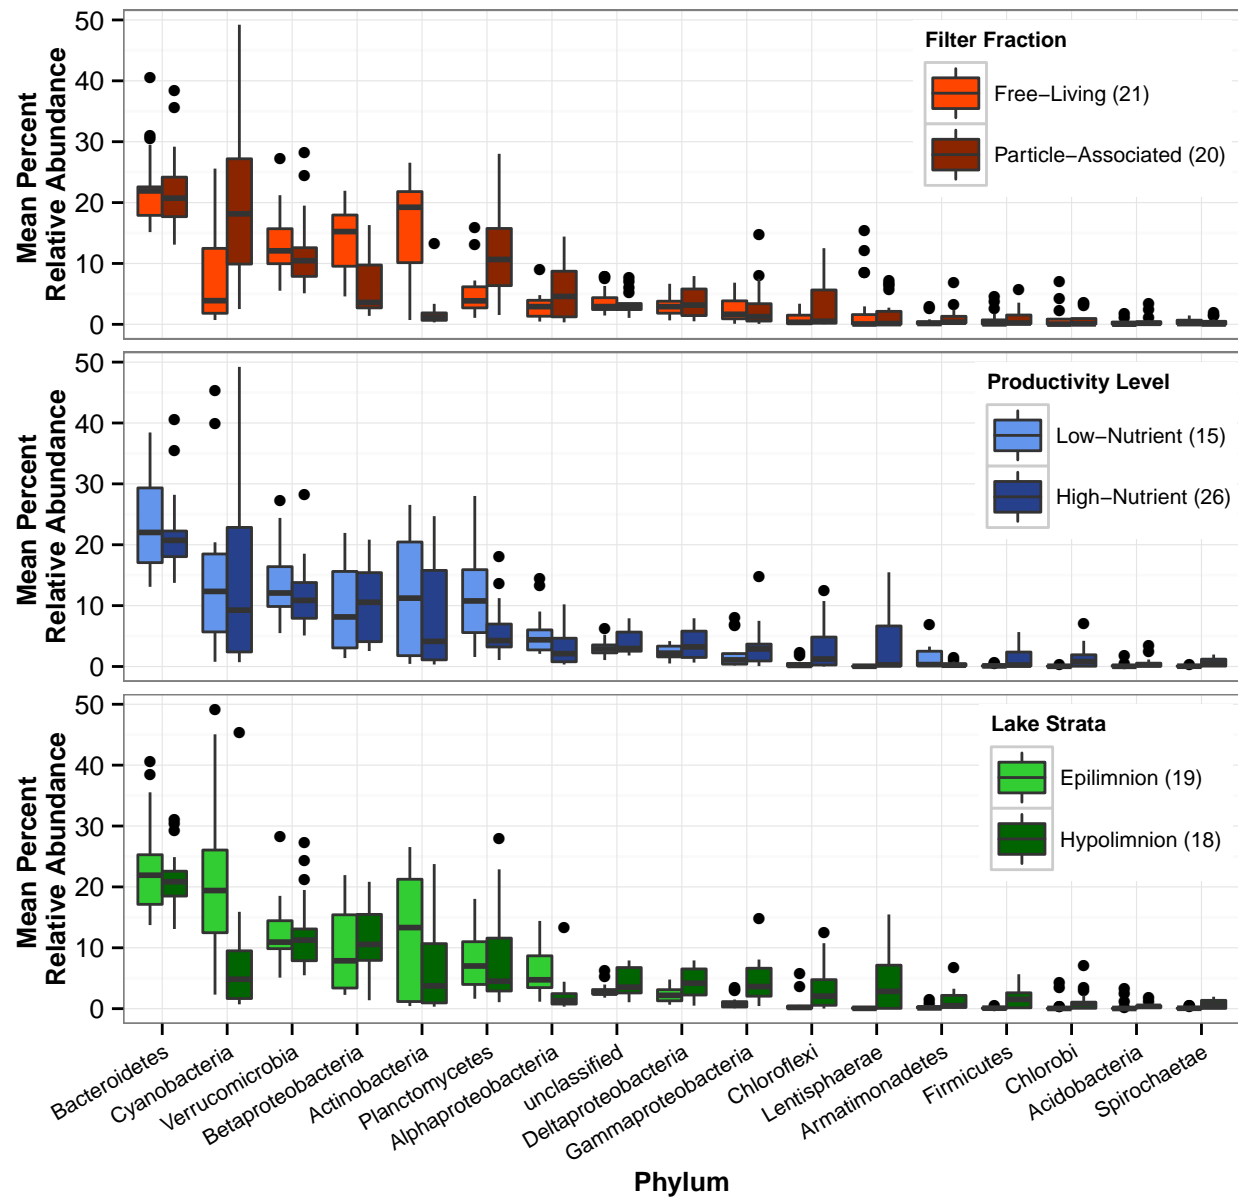 Mean Percent
Relative Abundance
50
40
30
20
10
0
Filter Fraction
Free−Living (21)
Particle−Associated (20)
Mean Percent
Relative Abundance
50
40
30
20
10
0
Productivity Level
Low−Nutrient (15)
High−Nutrient (26)
Mean Percent
Relative Abundance
50
40
30
20
10
0
Lake Strata
Epilimnion (19)
Hypolimnion (18)
Bacteroidetes
Cyanobacteria
Verrucomicrobia
Betaproteobacteria
Actinobacteria
Planctomycetes
Alphaproteobacteria
unclassified
Deltaproteobacteria
Gammaproteobacteria
Chloroflexi
Lentisphaerae
Armatimonadetes
Firmicutes
Chlorobi
Acidobacteria
Spirochaetae
Phylum